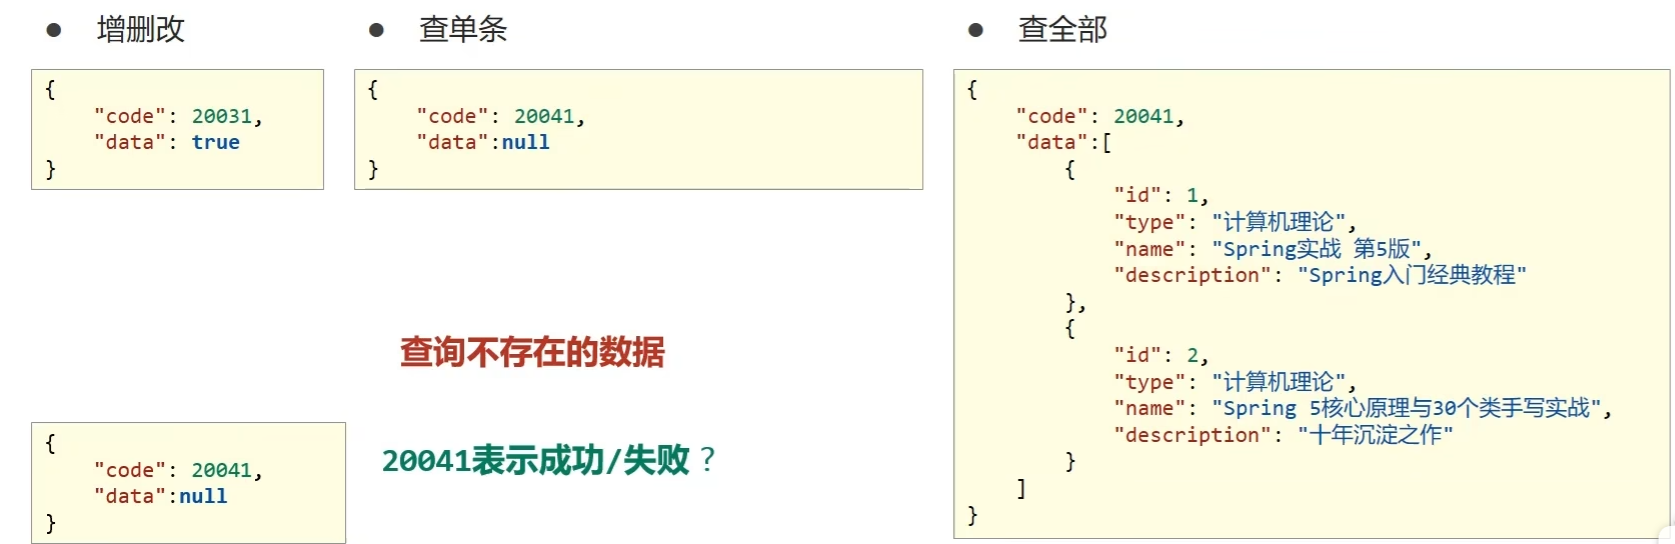 ● 增删改
{
    "code": 20031,
    "data": true
}
● 查单条
{
    "code": 20041,
    "data":null
}
查询不存在的数据
{
    "code": 20041,
    "data":null
}
20041表示成功/失败？
● 查全部
{
    "code": 20041,
    "data":[
        {
            "id": 1,
            "type": "计算机理论",
            "name": "Spring实战 第5版",
            "description": "Spring入门经典教程"
        },
        {
            "id": 2,
            "type": "计算机理论",
            "name": "Spring 5核心原理与30个类手写实战",
            "description": "十年沉淀之作"
        }
    ]
}